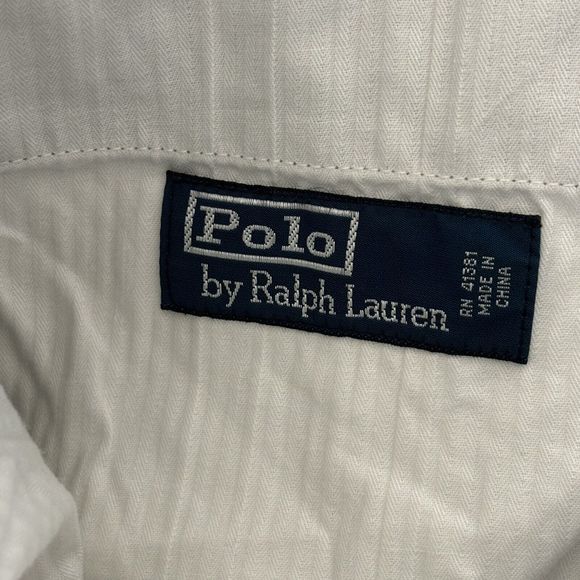 Polo
by Ralph Lauren
RN 41381
MADE IN
CHINA